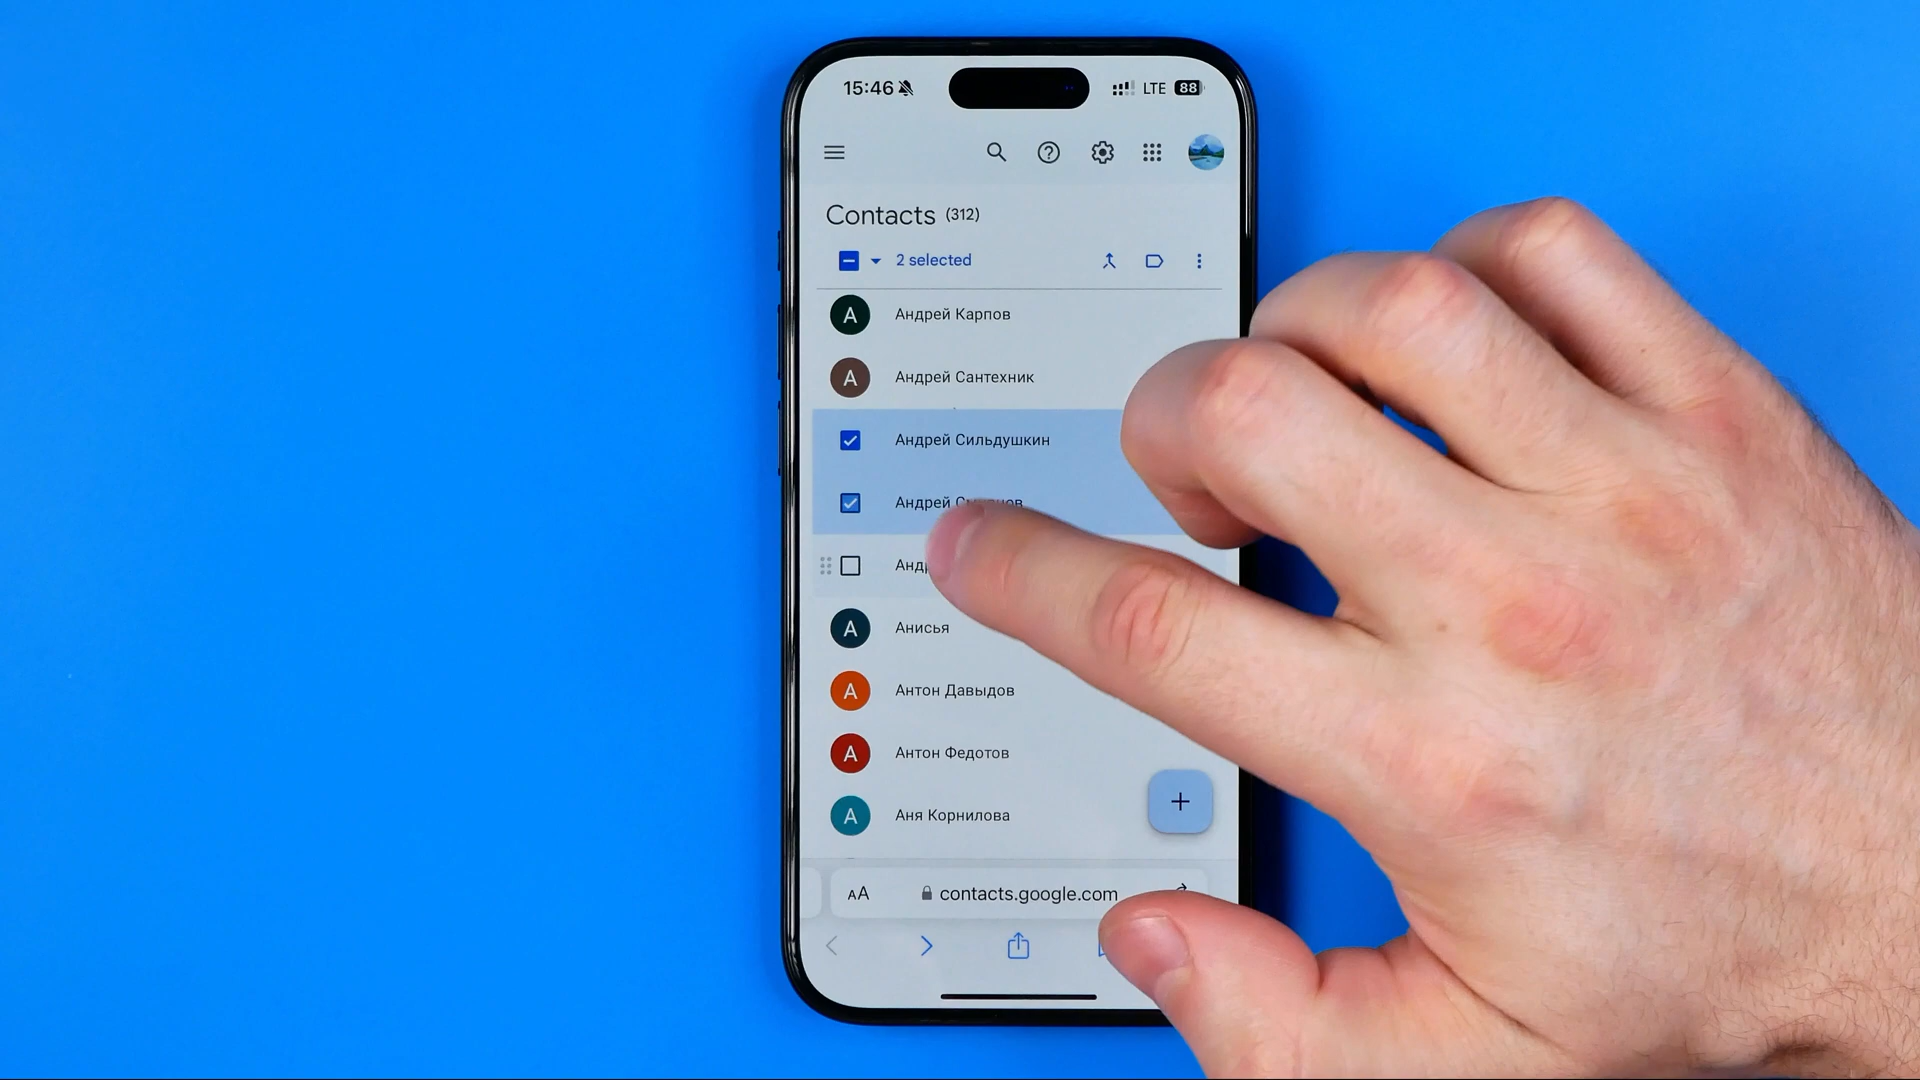 15:46 LTE 88
Contacts (312)
2 selected
А Андрей Карпов
А Андрей Сантехник
Андрей Сильдушкин
Андрей
А Анисья
А Антон Давыдов
А Антон Федотов
А Аня Корнилова
+
AA contacts.google.com